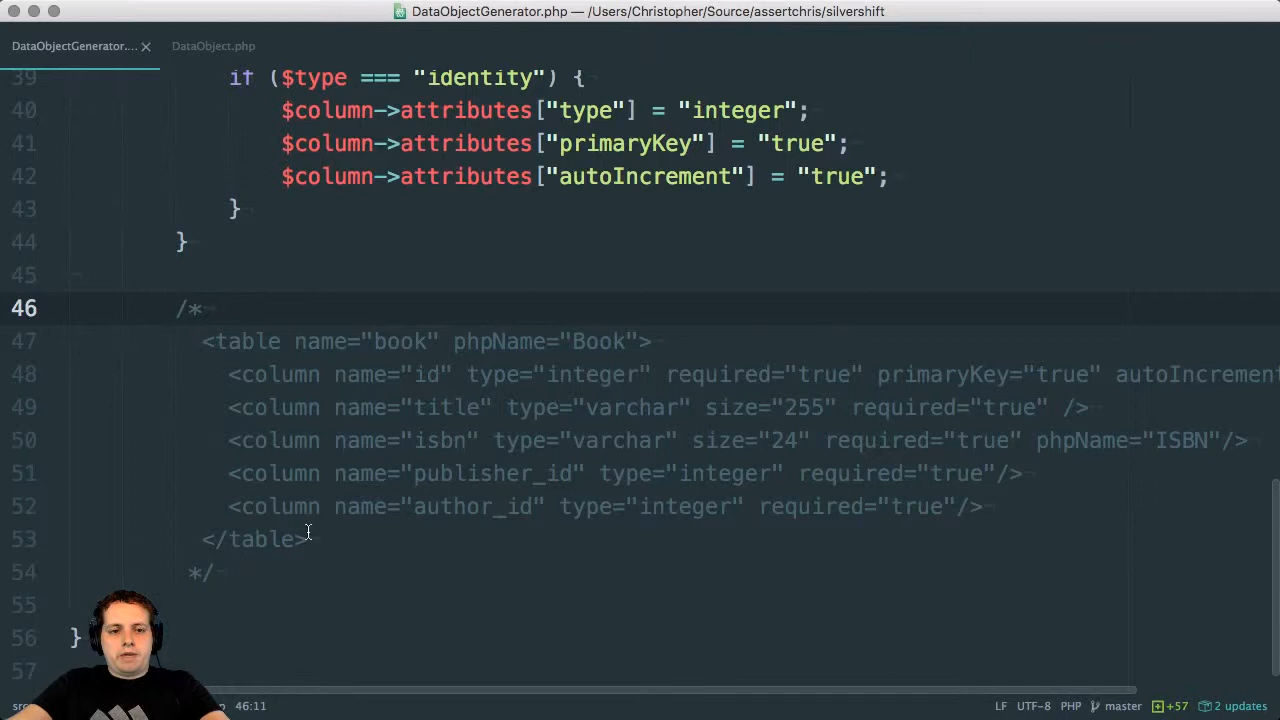 DataObjectGenerator.php — /Users/Christopher/Source/assertchris/silvershift
DataObjectGenerator.... DataObject.php
39 if ($type === "identity") {
40 $column->attributes["type"] = "integer";
41 $column->attributes["primaryKey"] = "true";
42 $column->attributes["autoIncrement"] = "true";
43 }
44 }
45
46 /*
47 <table name="book" phpName="Book">
48 <column name="id" type="integer" required="true" primaryKey="true" autoIncrement
49 <column name="title" type="varchar" size="255" required="true" />
50 <column name="isbn" type="varchar" size="24" required="true" phpName="ISBN"/>
51 <column name="publisher_id" type="integer" required="true"/>
52 <column name="author_id" type="integer" required="true"/>
53 </table>
54 */
55
56 }
57
46:11 LF UTF-8 PHP master +57 2 updates